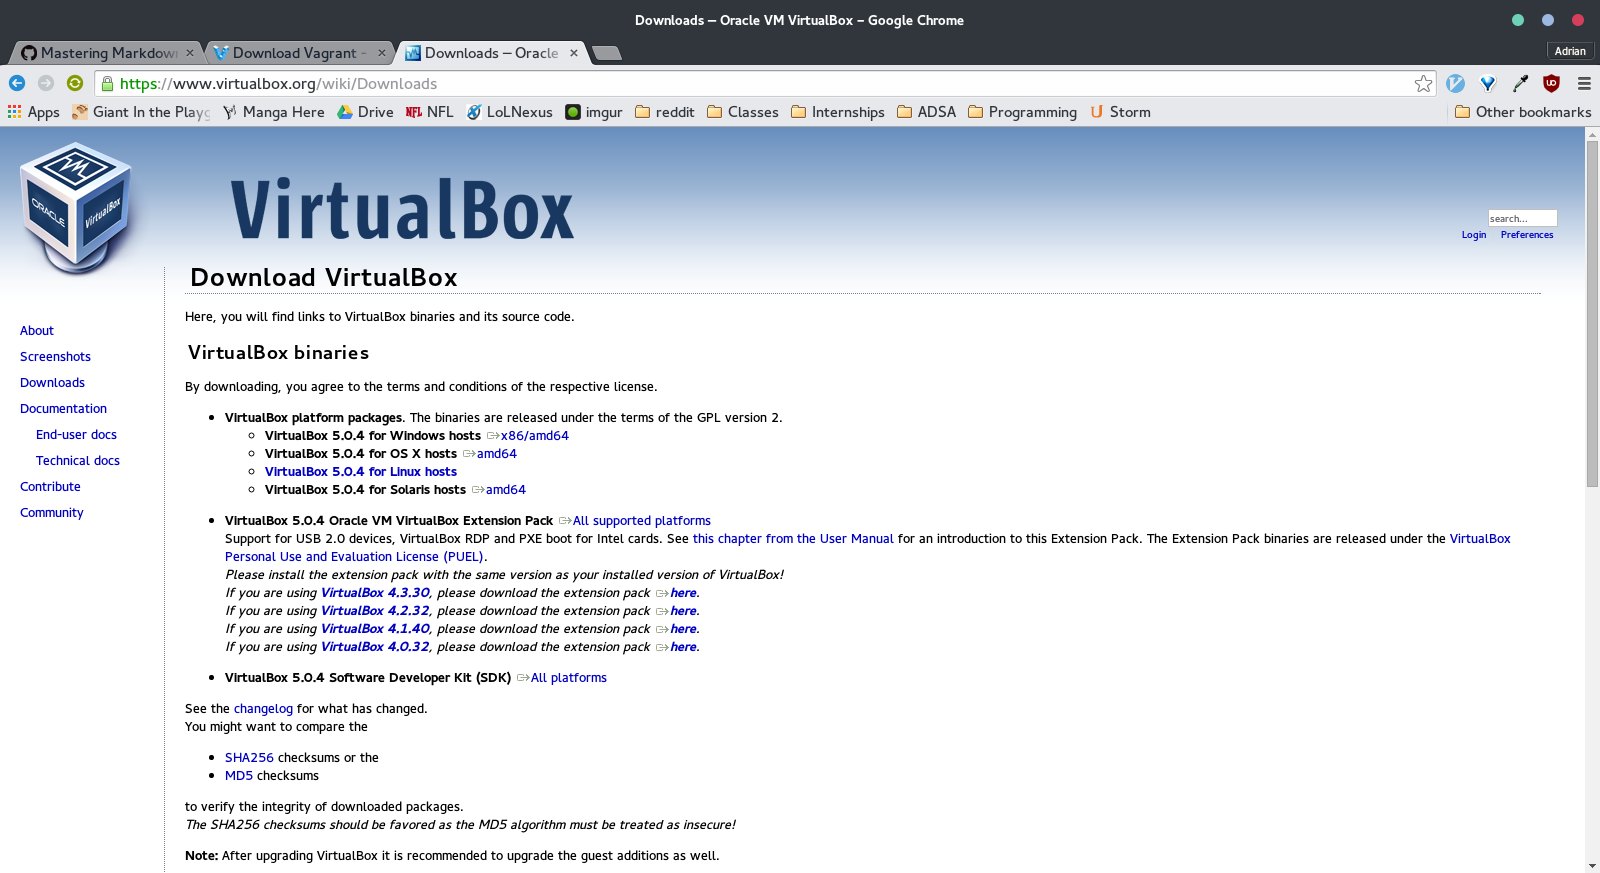 Downloads – Oracle VM VirtualBox – Google Chrome
Mastering Markdown
Download Vagrant -
Downloads – Oracle
Adrian
https://www.virtualbox.org/wiki/Downloads
Apps
Giant In the Playg
Manga Here
Drive
NFL
LoLNexus
imgur
reddit
Classes
Internships
ADSA
Programming
Storm
Other bookmarks
ORACLE
VirtualBox
VirtualBox
search...
Login
Preferences
Download VirtualBox
About
Screenshots
Downloads
Documentation
End-user docs
Technical docs
Contribute
Community
Here, you will find links to VirtualBox binaries and its source code.
VirtualBox binaries
By downloading, you agree to the terms and conditions of the respective license.
VirtualBox platform packages. The binaries are released under the terms of the GPL version 2.
VirtualBox 5.0.4 for Windows hosts x86/amd64
VirtualBox 5.0.4 for OS X hosts amd64
VirtualBox 5.0.4 for Linux hosts
VirtualBox 5.0.4 for Solaris hosts amd64
VirtualBox 5.0.4 Oracle VM VirtualBox Extension Pack All supported platforms
Support for USB 2.0 devices, VirtualBox RDP and PXE boot for Intel cards. See this chapter from the User Manual for an introduction to this Extension Pack. The Extension Pack binaries are released under the VirtualBox
Personal Use and Evaluation License (PUEL).
Please install the extension pack with the same version as your installed version of VirtualBox!
If you are using VirtualBox 4.3.30, please download the extension pack here.
If you are using VirtualBox 4.2.32, please download the extension pack here.
If you are using VirtualBox 4.1.40, please download the extension pack here.
If you are using VirtualBox 4.0.32, please download the extension pack here.
VirtualBox 5.0.4 Software Developer Kit (SDK) All platforms
See the changelog for what has changed.
You might want to compare the
SHA256 checksums or the
MD5 checksums
to verify the integrity of downloaded packages.
The SHA256 checksums should be favored as the MD5 algorithm must be treated as insecure!
Note: After upgrading VirtualBox it is recommended to upgrade the guest additions as well.